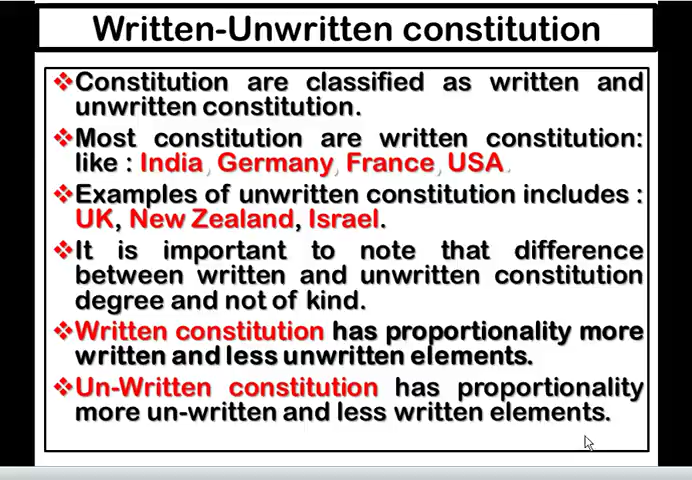 Written-Unwritten constitution
❖Constitution are classified as written and
unwritten constitution.
❖Most constitution are written constitution:
like : India, Germany, France, USA.
❖Examples of unwritten constitution includes :
UK, New Zealand, Israel.
❖It is important to note that difference
between written and unwritten constitution
degree and not of kind.
❖Written constitution has proportionality more
written and less unwritten elements.
❖Un-Written constitution has proportionality
more un-written and less written elements.